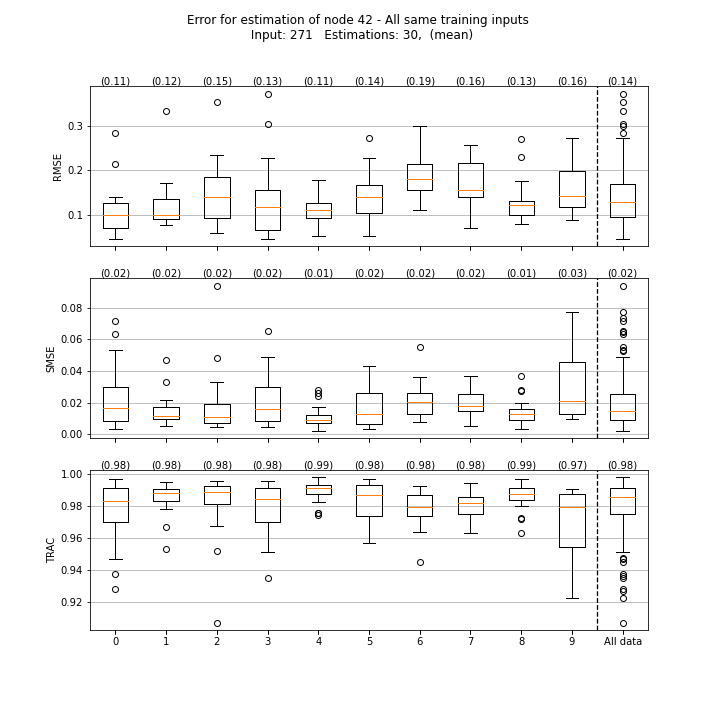 Error for estimation of node 42 - All same training inputs
Input: 271   Estimations: 30,  (mean)
(0.11) (0.12) (0.15) (0.13) (0.11) (0.14) (0.19) (0.16) (0.13) (0.16) (0.14)
0.3
0.2
0.1
RMSE
(0.02) (0.02) (0.02) (0.02) (0.01) (0.02) (0.02) (0.02) (0.01) (0.03) (0.02)
0.08
0.06
0.04
0.02
0.00
SMSE
(0.98) (0.98) (0.98) (0.98) (0.99) (0.98) (0.98) (0.98) (0.99) (0.97) (0.98)
1.00
0.98
0.96
0.94
0.92
TRAC
0 1 2 3 4 5 6 7 8 9 All data